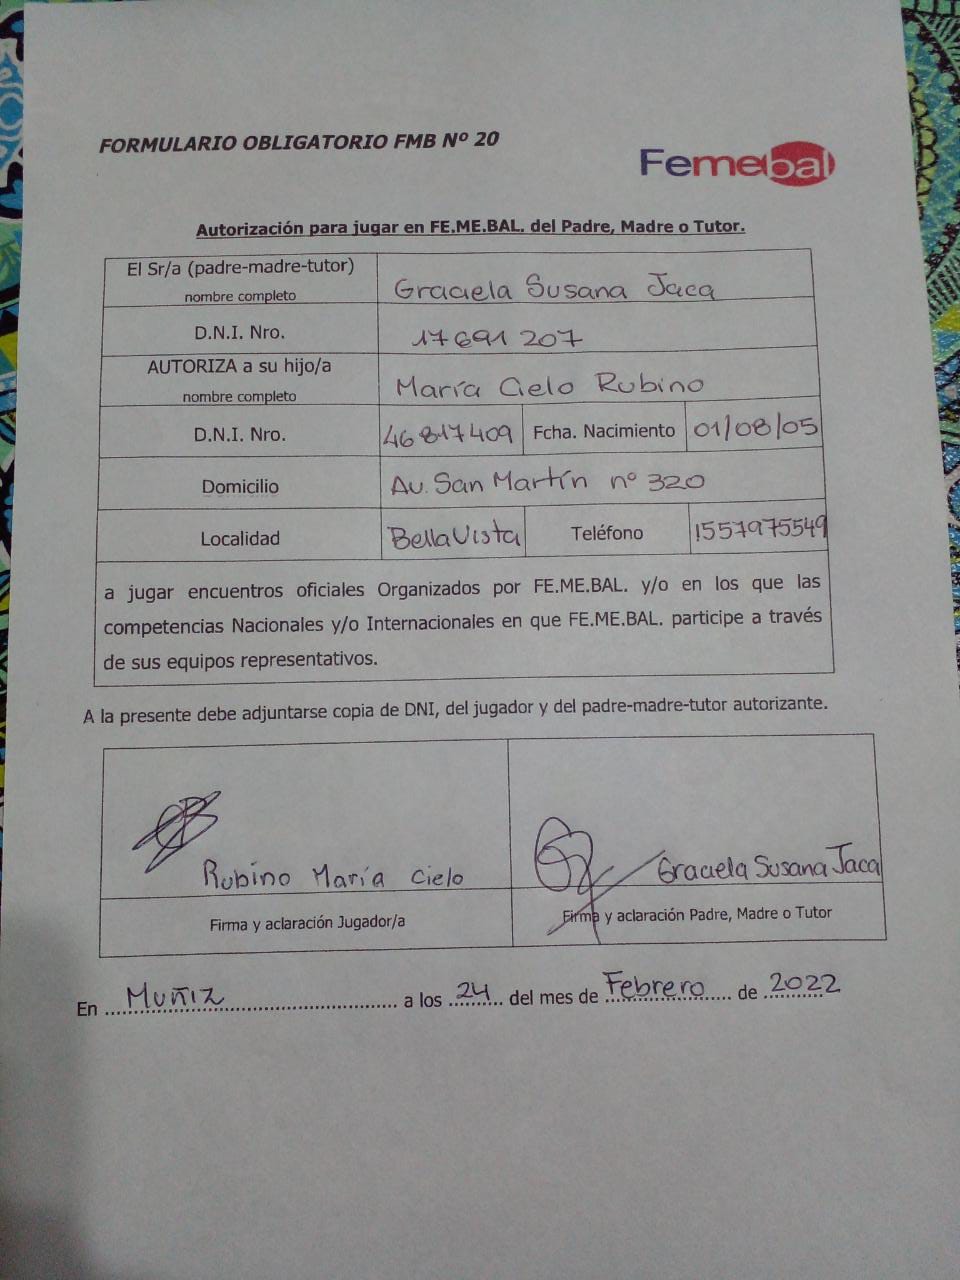 FORMULARIO OBLIGATORIO FMB Nº 20
Femebal
Autorización para jugar en FE.ME.BAL. del Padre, Madre o Tutor.
El Sr/a (padre-madre-tutor)
nombre completo
Graciela Susana Jaca
D.N.I. Nro.
17691207
AUTORIZA a su hijo/a
nombre completo
María Cielo Rubino
D.N.I. Nro.
46817409
Fcha. Nacimiento
01/08/05
Domicilio
Av. San Martín nº 320
Localidad
Bella Vista
Teléfono
1557975549
a jugar encuentros oficiales Organizados por FE.ME.BAL. y/o en los que las
competencias Nacionales y/o Internacionales en que FE.ME.BAL. participe a través
de sus equipos representativos.
A la presente debe adjuntarse copia de DNI, del jugador y del padre-madre-tutor autorizante.
Rubino María Cielo
Graciela Susana Jaca
Firma y aclaración Jugador/a
Firma y aclaración Padre, Madre o Tutor
En Muñiz a los 24 del mes de Febrero de 2022